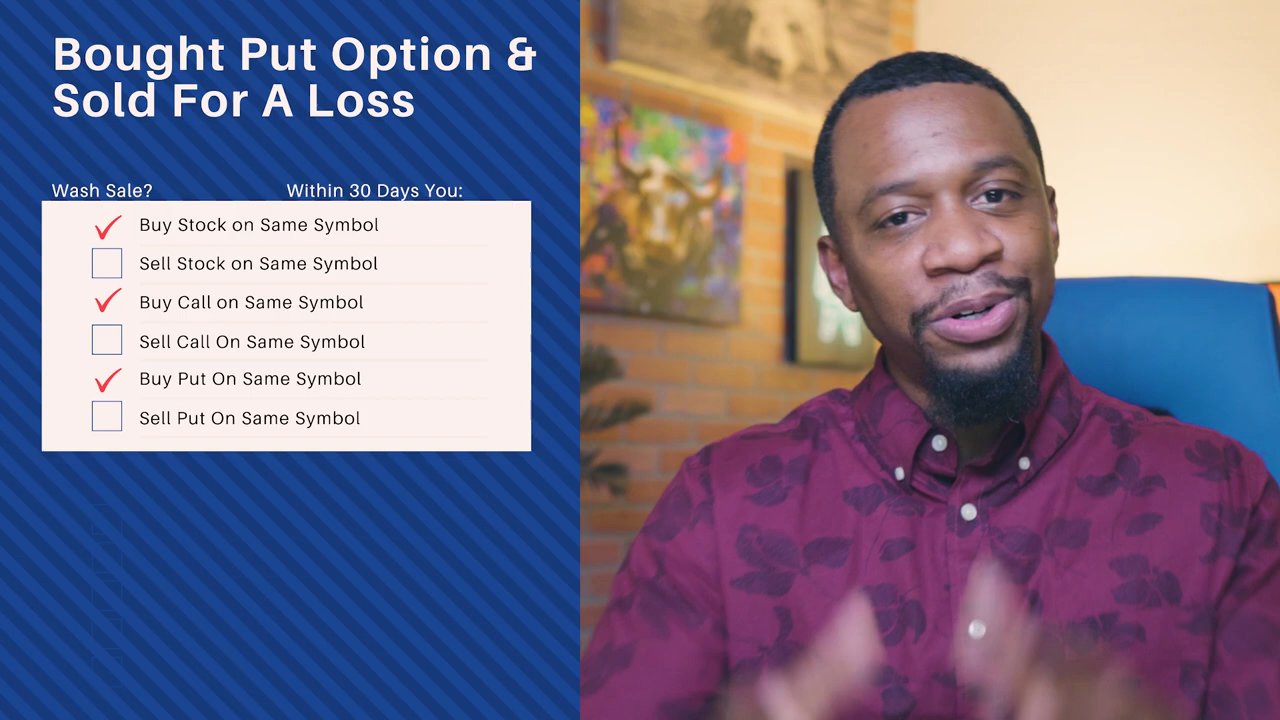 Bought Put Option &
Sold For A Loss
Wash Sale? Within 30 Days You:
Buy Stock on Same Symbol
Sell Stock on Same Symbol
Buy Call on Same Symbol
Sell Call On Same Symbol
Buy Put On Same Symbol
Sell Put On Same Symbol